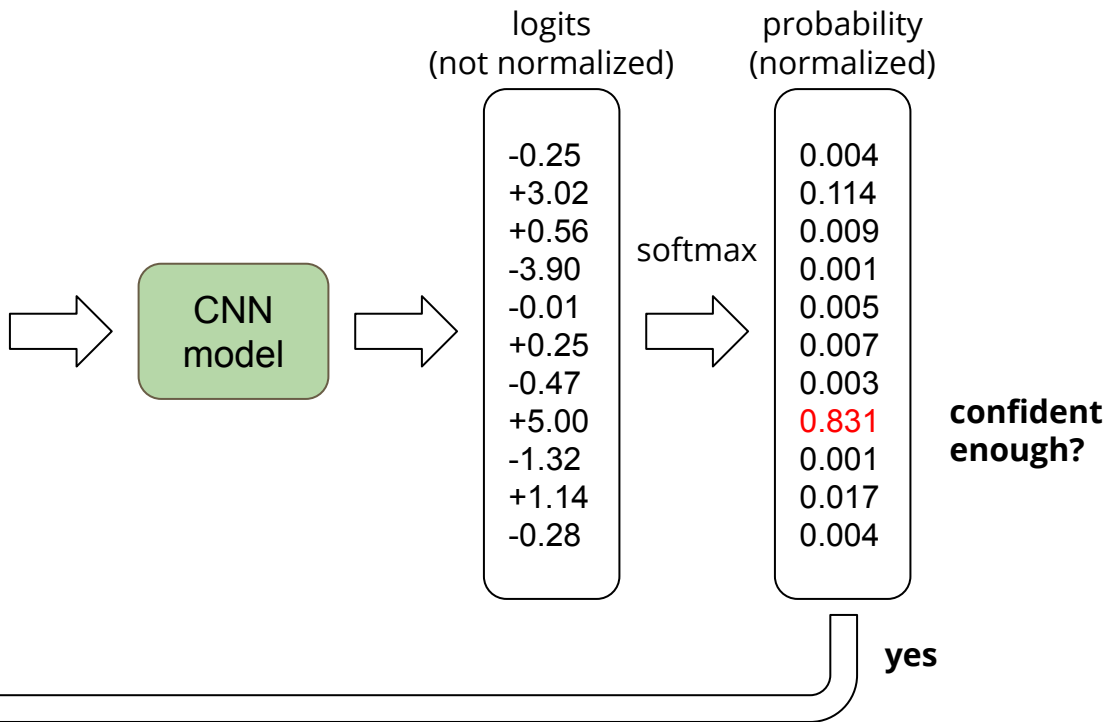 logits
(not normalized)
probability
(normalized)
CNN
model
-0.25
+3.02
+0.56
-3.90
-0.01
+0.25
-0.47
+5.00
-1.32
+1.14
-0.28
softmax
0.004
0.114
0.009
0.001
0.005
0.007
0.003
0.831
0.001
0.017
0.004
confident
enough?
yes